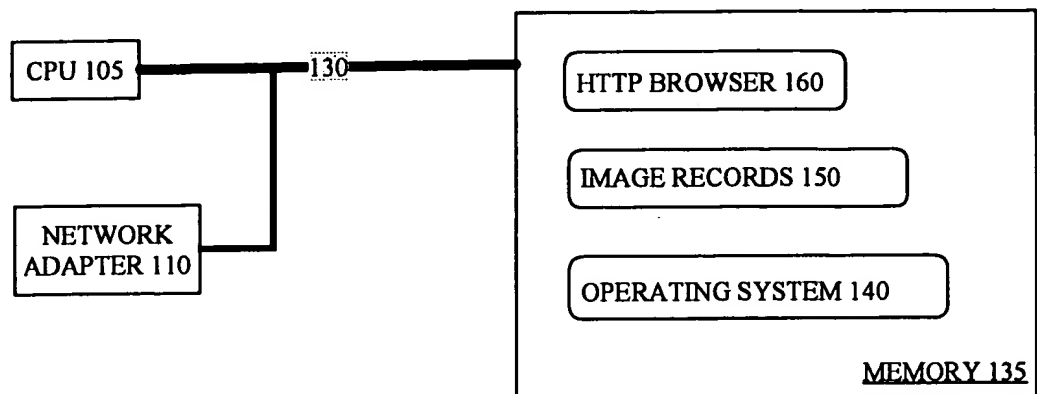 CPU 105
130
HTTP BROWSER 160
IMAGE RECORDS 150
NETWORK
ADAPTER 110
OPERATING SYSTEM 140
MEMORY 135